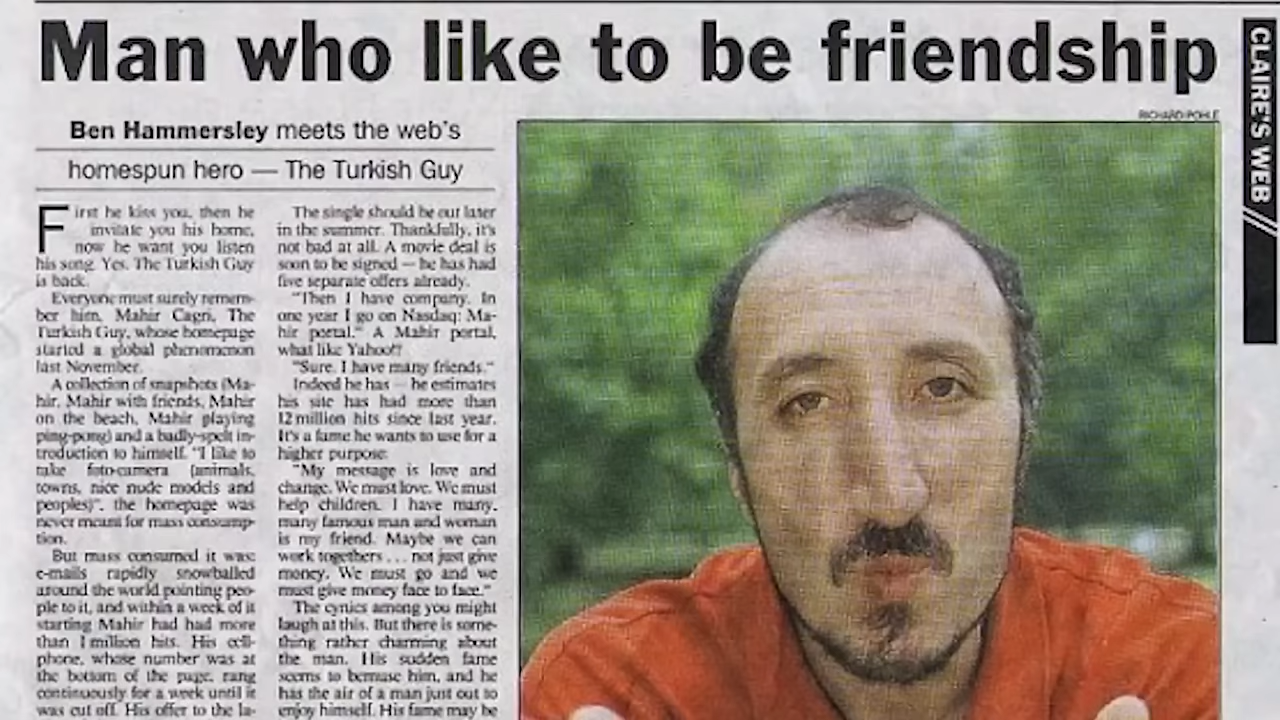 Man who like to be friendship
CLAIRE'S WEB
RICHARD POHLE
Ben Hammersley meets the web's
homespun hero — The Turkish Guy
First he kiss you, then he
invitate you his home,
now he want you listen
his song. Yes. The Turkish Guy
is back.
Everyone must surely remem-
ber him, Mahir Cagri, The
Turkish Guy, whose homepage
started a global phenomenon
last November.
A collection of snapshots (Ma-
hir, Mahir with friends, Mahir
on the beach, Mahir playing
ping-pong) and a badly-spelt in-
troduction to himself. "I like to
take foto-camera (animals,
towns, nice nude models and
peoples)", the homepage was
never meant for mass consump-
tion.
But mass consumed it was:
e-mails rapidly snowballed
around the world pointing peo-
ple to it, and within a week of it
starting Mahir had had more
than 1 million hits. His cell-
phone, whose number was at
the bottom of the page, rang
continuously for a week until it
was cut off. His offer to the la-
The single should be out later
in the summer. Thankfully, it's
not bad at all. A movie deal is
soon to be signed — he has had
five separate offers already.
"Then I have company. In
one year I go on Nasdaq: Ma-
hir portal." A Mahir portal,
what like Yahoo!?
"Sure. I have many friends."
Indeed he has — he estimates
his site has had more than
12 million hits since last year.
It's a fame he wants to use for a
higher purpose:
"My message is love and
change. We must love. We must
help children. I have many,
many famous man and woman
is my friend. Maybe we can
work togethers . . . not just give
money. We must go and we
must give money face to face."
The cynics among you might
laugh at this. But there is some-
thing rather charming about
the man. His sudden fame
seems to bemuse him, and he
has the air of a man just out to
enjoy himself. His fame may be